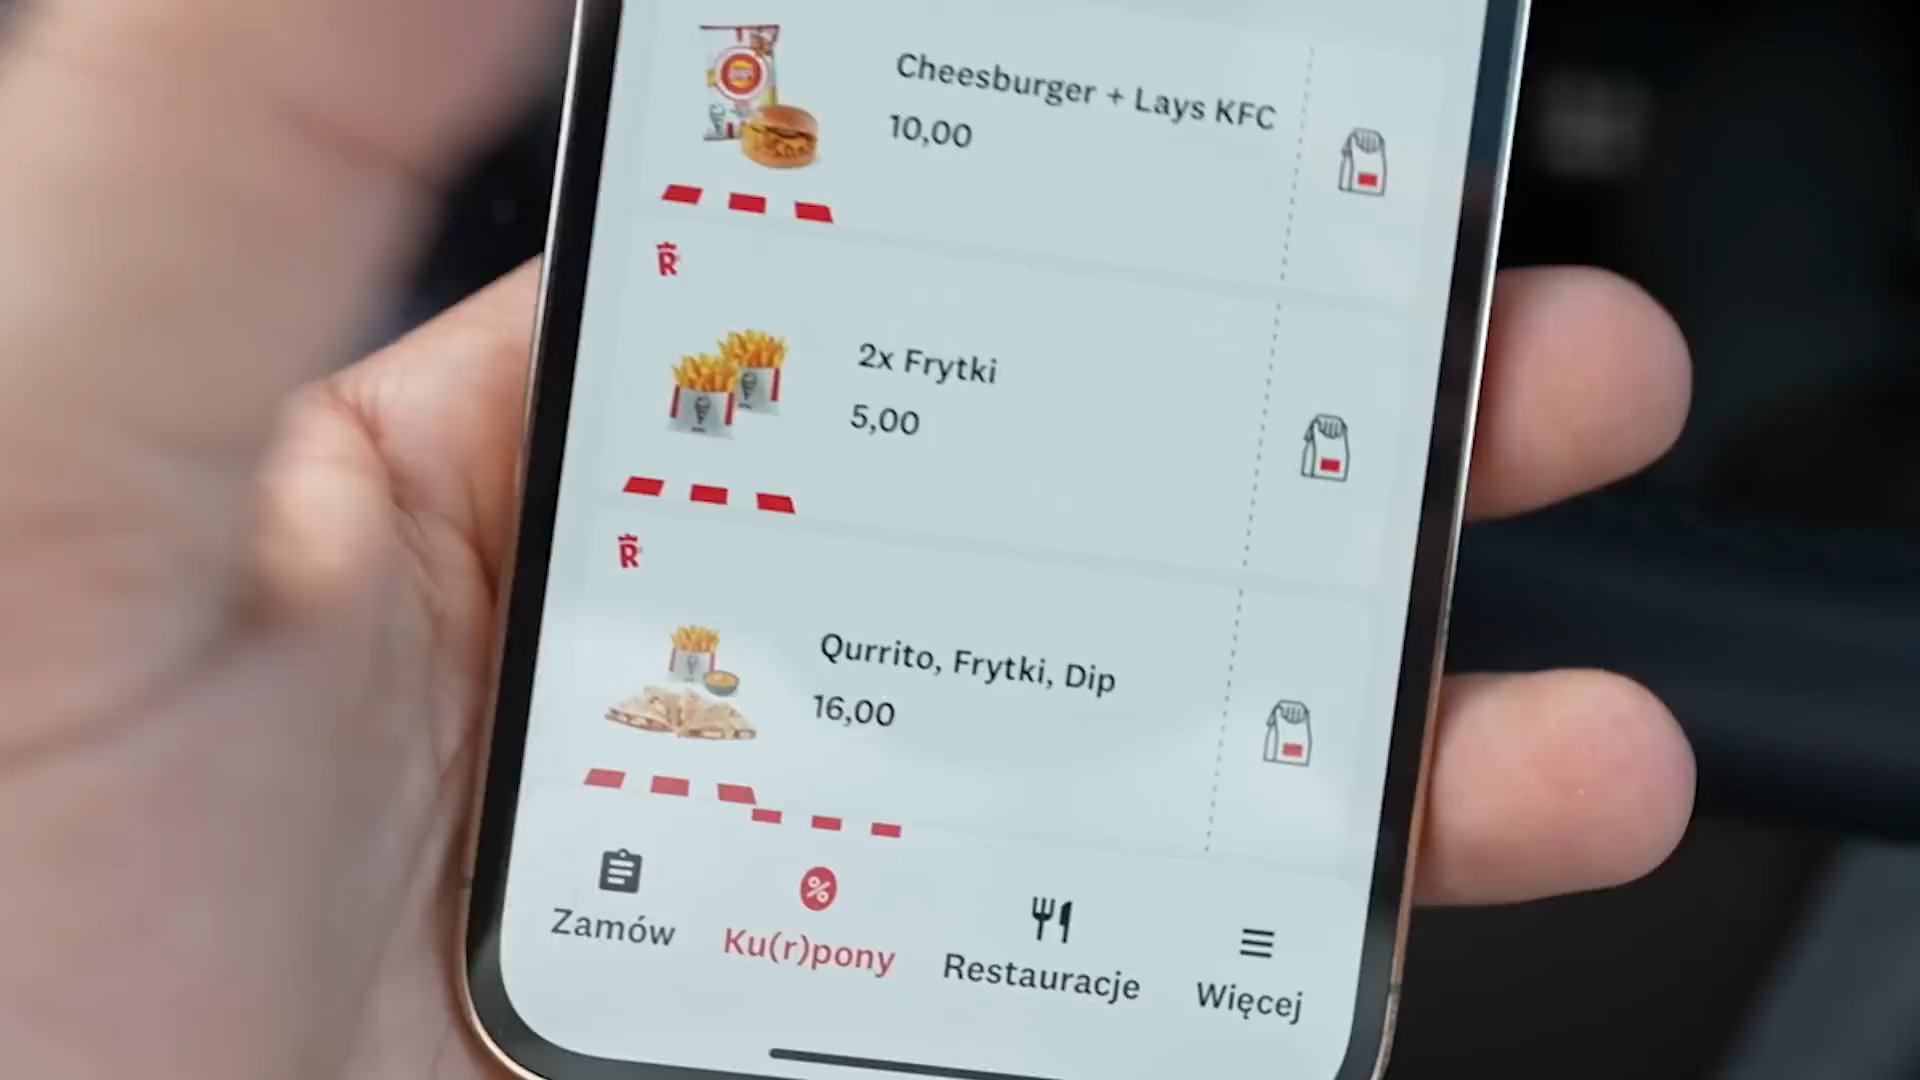 Cheesburger + Lays KFC
10,00
2x Frytki
5,00
Qurrito, Frytki, Dip
16,00
Zamów
Ku(r)pony
Restauracje
Więcej